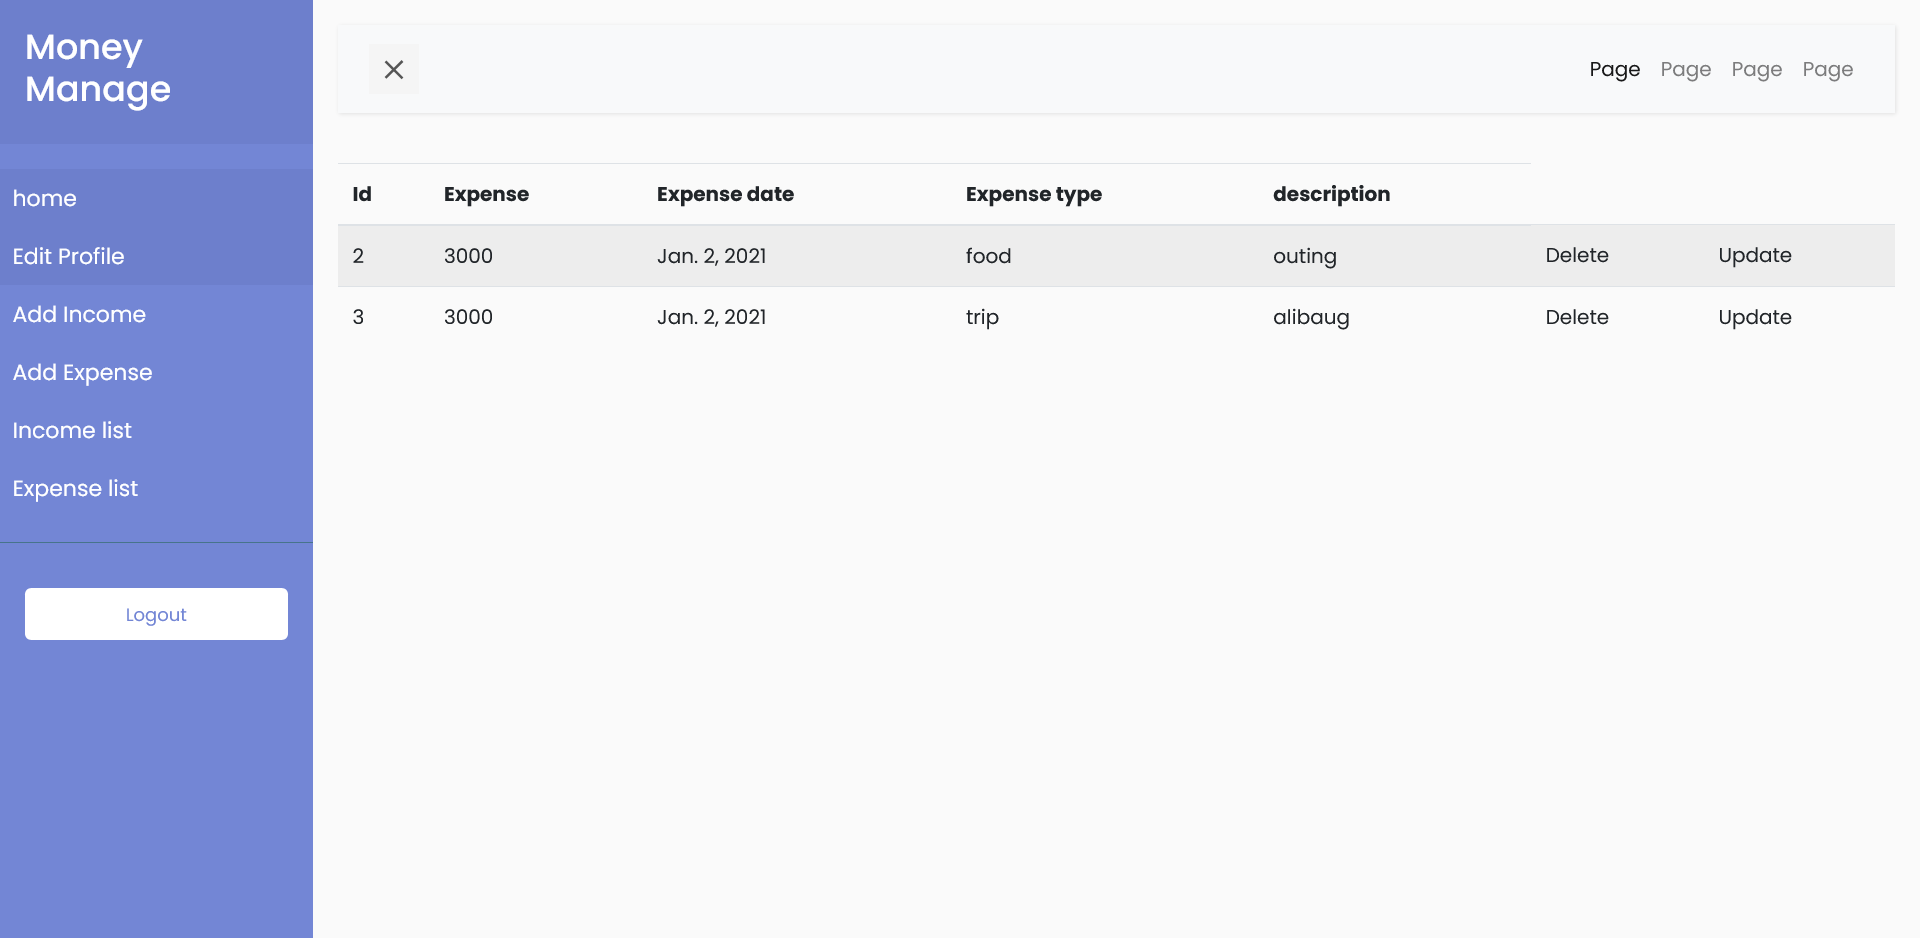 Money
Manage
home
Edit Profile
Add Income
Add Expense
Income list
Expense list
Logout
Page Page Page Page
Id Expense Expense date Expense type description
2 3000 Jan. 2, 2021 food outing Delete Update
3 3000 Jan. 2, 2021 trip alibaug Delete Update